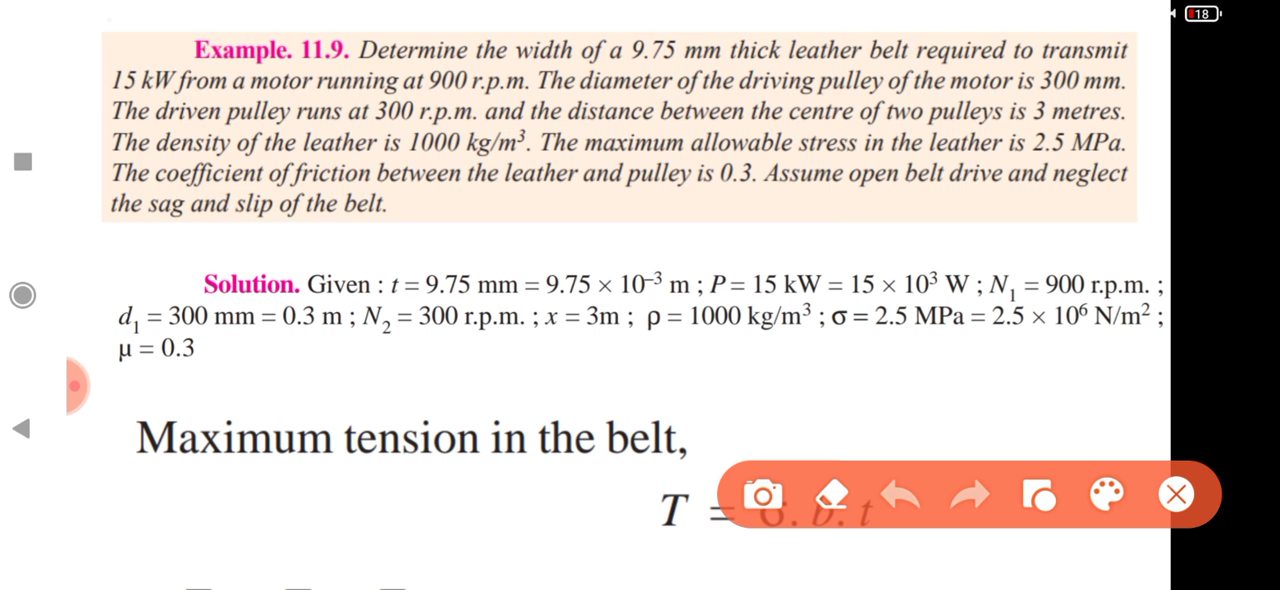 18
Example. 11.9. Determine the width of a 9.75 mm thick leather belt required to transmit
15 kW from a motor running at 900 r.p.m. The diameter of the driving pulley of the motor is 300 mm.
The driven pulley runs at 300 r.p.m. and the distance between the centre of two pulleys is 3 metres.
The density of the leather is 1000 kg/m³. The maximum allowable stress in the leather is 2.5 MPa.
The coefficient of friction between the leather and pulley is 0.3. Assume open belt drive and neglect
the sag and slip of the belt.
Solution. Given : t = 9.75 mm = 9.75 × 10⁻³ m ; P = 15 kW = 15 × 10³ W ; N₁ = 900 r.p.m. ;
d₁ = 300 mm = 0.3 m ; N₂ = 300 r.p.m. ; x = 3m ; ρ = 1000 kg/m³ ; σ = 2.5 MPa = 2.5 × 10⁶ N/m² ;
μ = 0.3
Maximum tension in the belt,
T = σ. b. t